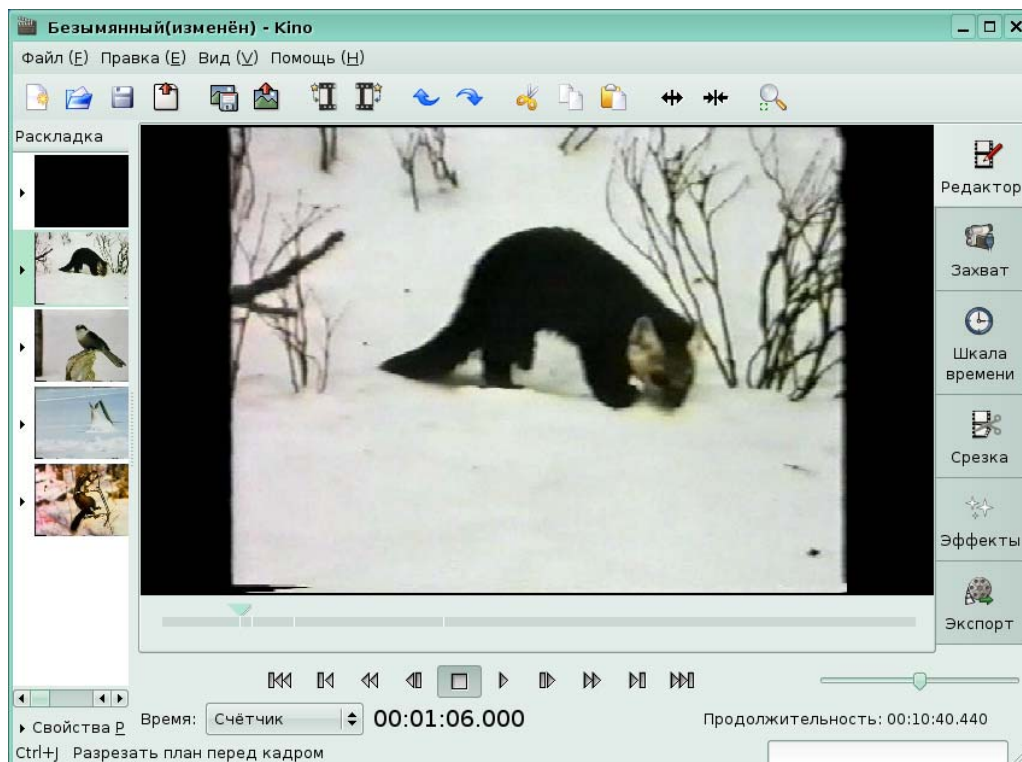 Безымянный(изменён) - Kino
Файл (F) Правка (E) Вид (V) Помощь (H)
Раскладка
Редактор
Захват
Шкала
времени
Срезка
Эффекты
Экспорт
Время: Счётчик 00:01:06.000 Продолжительность: 00:10:40.440
Свойства Р
Ctrl+J Разрезать план перед кадром